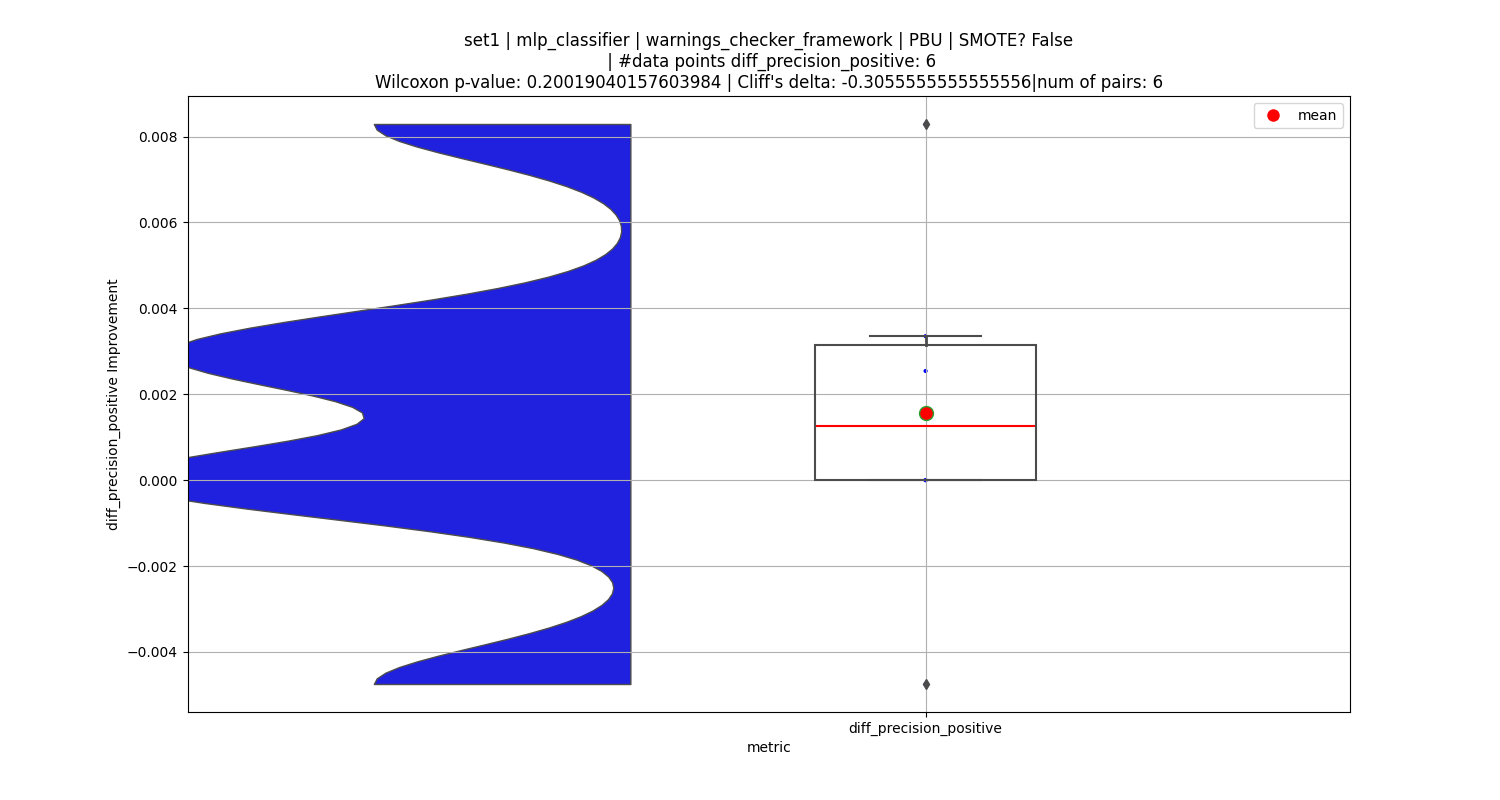 set1 | mlp_classifier | warnings_checker_framework | PBU | SMOTE? False
| #data points diff_precision_positive: 6
Wilcoxon p-value: 0.20019040157603984 | Cliff's delta: -0.3055555555555556|num of pairs: 6
mean
0.008
0.006
0.004
0.002
0.000
−0.002
−0.004
diff_precision_positive Improvement
diff_precision_positive
metric